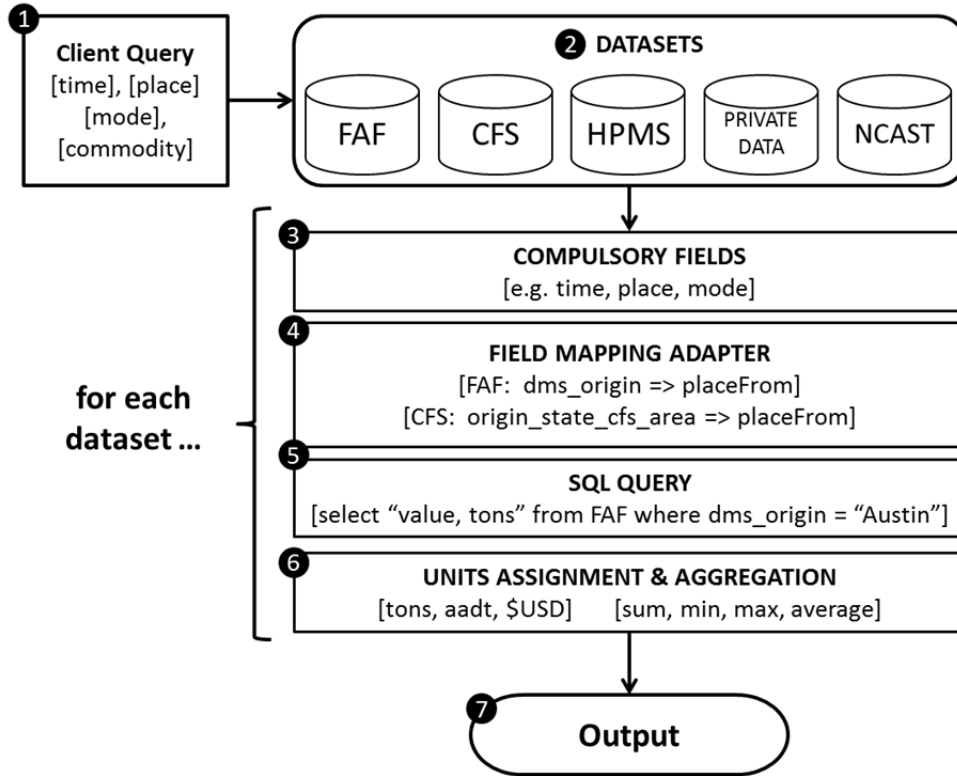 1
Client Query
[time], [place]
[mode],
[commodity]
2 DATASETS
FAF
CFS
HPMS
PRIVATE
DATA
NCAST
for each
dataset ...
3
COMPULSORY FIELDS
[e.g. time, place, mode]
4
FIELD MAPPING ADAPTER
[FAF: dms_origin => placeFrom]
[CFS: origin_state_cfs_area => placeFrom]
5
SQL QUERY
[select “value, tons” from FAF where dms_origin = “Austin”]
6
UNITS ASSIGNMENT & AGGREGATION
[tons, aadt, $USD] [sum, min, max, average]
7
Output